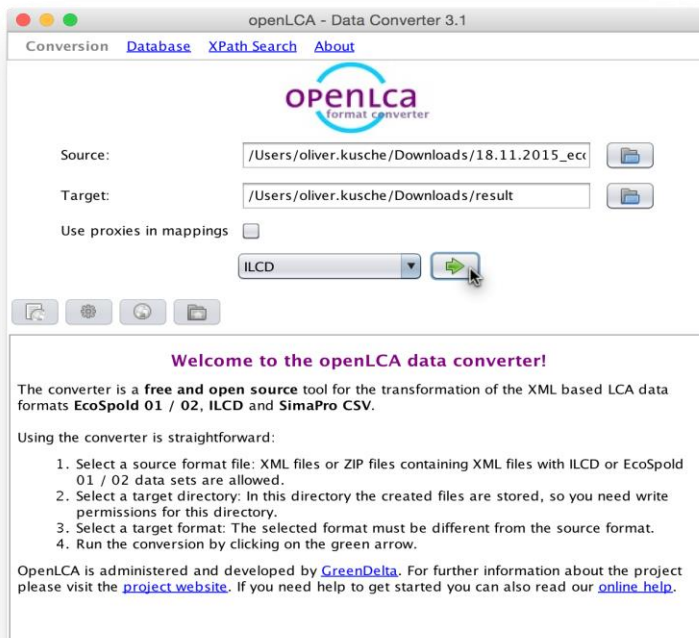 openLCA - Data Converter 3.1
Conversion Database XPath Search About
openLca
format converter
Source: /Users/oliver.kusche/Downloads/18.11.2015_eco
Target: /Users/oliver.kusche/Downloads/result
Use proxies in mappings
ILCD
Welcome to the openLCA data converter!
The converter is a free and open source tool for the transformation of the XML based LCA data
formats EcoSpold 01 / 02, ILCD and SimaPro CSV.
Using the converter is straightforward:
1. Select a source format file: XML files or ZIP files containing XML files with ILCD or EcoSpold
01 / 02 data sets are allowed.
2. Select a target directory: In this directory the created files are stored, so you need write
permissions for this directory.
3. Select a target format: The selected format must be different from the source format.
4. Run the conversion by clicking on the green arrow.
OpenLCA is administered and developed by GreenDelta. For further information about the project
please visit the project website. If you need help to get started you can also read our online help.